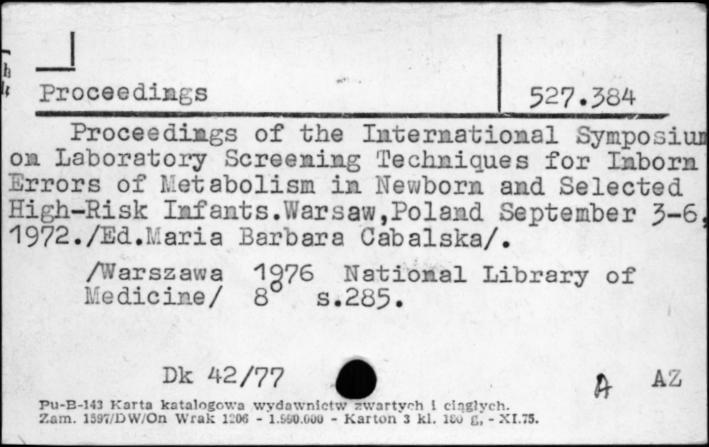 Proceedings 527.384
Proceedings of the International Symposium
on Laboratory Screening Techniques for Inborn
Errors of Metabolism in Newborn and Selected
High-Risk Infants.Warsaw,Poland September 3-6,
1972./Ed.Maria Barbara Cabalska/.
/Warszawa 1976 National Library of
Medicine/ 8° s.285.
Dk 42/77 A AZ
Pu-B-143 Karta katalogowa wydawnictw zwartych i ciągłych.
Zam. 1597/DW/On Wrak 1206 - 1.550.000 - Karton 3 kl. 180 g, - XI.75.